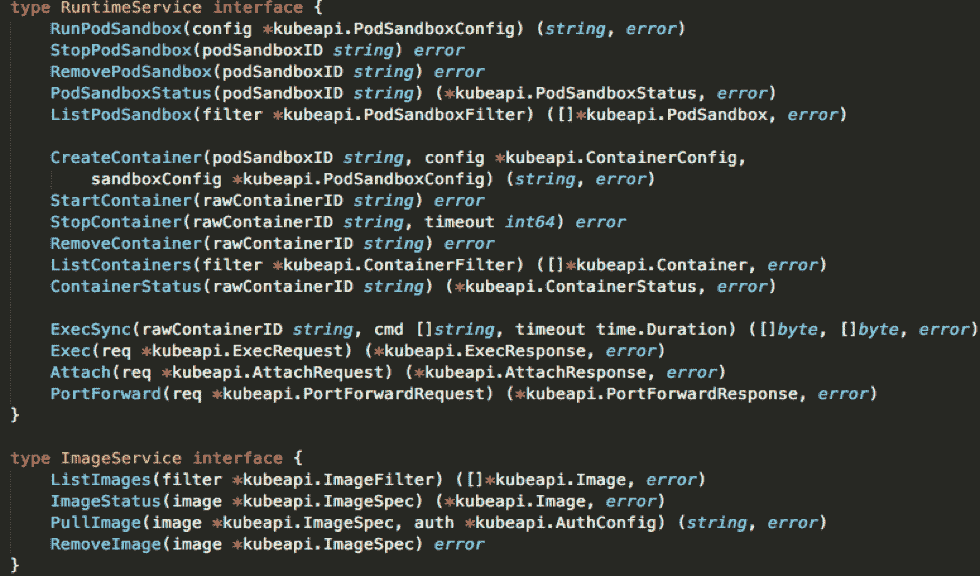 type RuntimeService interface {
    RunPodSandbox(config *kubeapi.PodSandboxConfig) (string, error)
    StopPodSandbox(podSandboxID string) error
    RemovePodSandbox(podSandboxID string) error
    PodSandboxStatus(podSandboxID string) (*kubeapi.PodSandboxStatus, error)
    ListPodSandbox(filter *kubeapi.PodSandboxFilter) ([]*kubeapi.PodSandbox, error)

    CreateContainer(podSandboxID string, config *kubeapi.ContainerConfig,
        sandboxConfig *kubeapi.PodSandboxConfig) (string, error)
    StartContainer(rawContainerID string) error
    StopContainer(rawContainerID string, timeout int64) error
    RemoveContainer(rawContainerID string) error
    ListContainers(filter *kubeapi.ContainerFilter) ([]*kubeapi.Container, error)
    ContainerStatus(rawContainerID string) (*kubeapi.ContainerStatus, error)

    ExecSync(rawContainerID string, cmd []string, timeout time.Duration) ([]byte, []byte, error)
    Exec(req *kubeapi.ExecRequest) (*kubeapi.ExecResponse, error)
    Attach(req *kubeapi.AttachRequest) (*kubeapi.AttachResponse, error)
    PortForward(req *kubeapi.PortForwardRequest) (*kubeapi.PortForwardResponse, error)
}

type ImageService interface {
    ListImages(filter *kubeapi.ImageFilter) ([]*kubeapi.Image, error)
    ImageStatus(image *kubeapi.ImageSpec) (*kubeapi.Image, error)
    PullImage(image *kubeapi.ImageSpec, auth *kubeapi.AuthConfig) (string, error)
    RemoveImage(image *kubeapi.ImageSpec) error
}